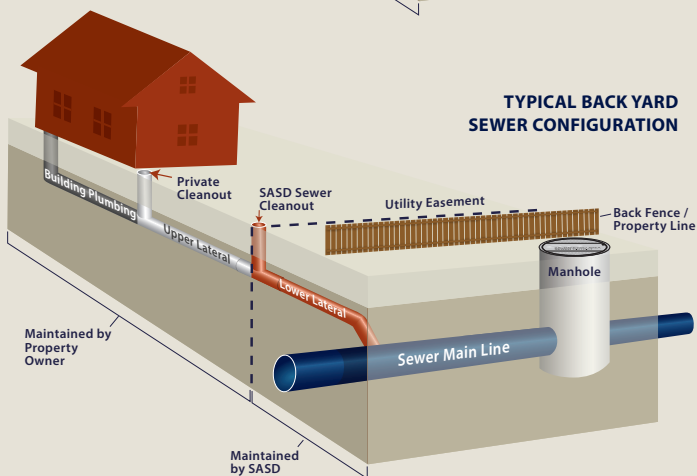 TYPICAL BACK YARD
SEWER CONFIGURATION
Building Plumbing
Private
Cleanout
Upper Lateral
SASD Sewer
Cleanout
Utility Easement
Back Fence /
Property Line
Manhole
Lower Lateral
Sewer Main Line
Maintained by
Property
Owner
Maintained
by SASD